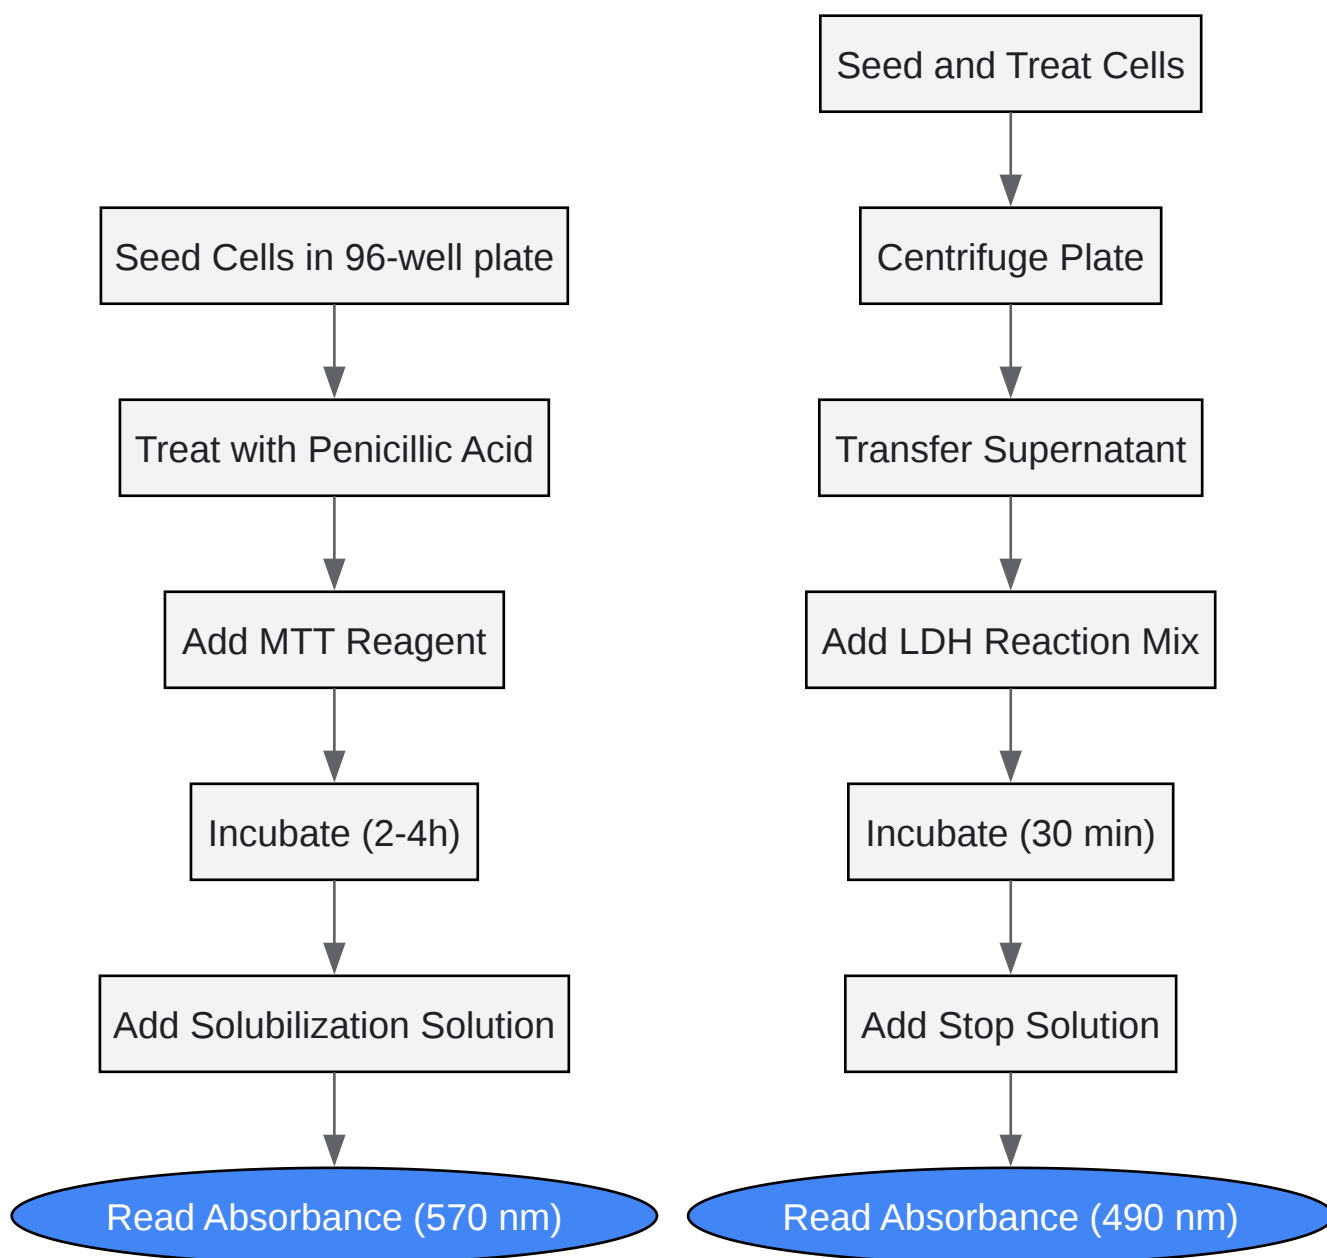 Seed Cells in 96-well plate
Treat with Penicillic Acid
Add MTT Reagent
Incubate (2-4h)
Add Solubilization Solution
Read Absorbance (570 nm)
Seed and Treat Cells
Centrifuge Plate
Transfer Supernatant
Add LDH Reaction Mix
Incubate (30 min)
Add Stop Solution
Read Absorbance (490 nm)